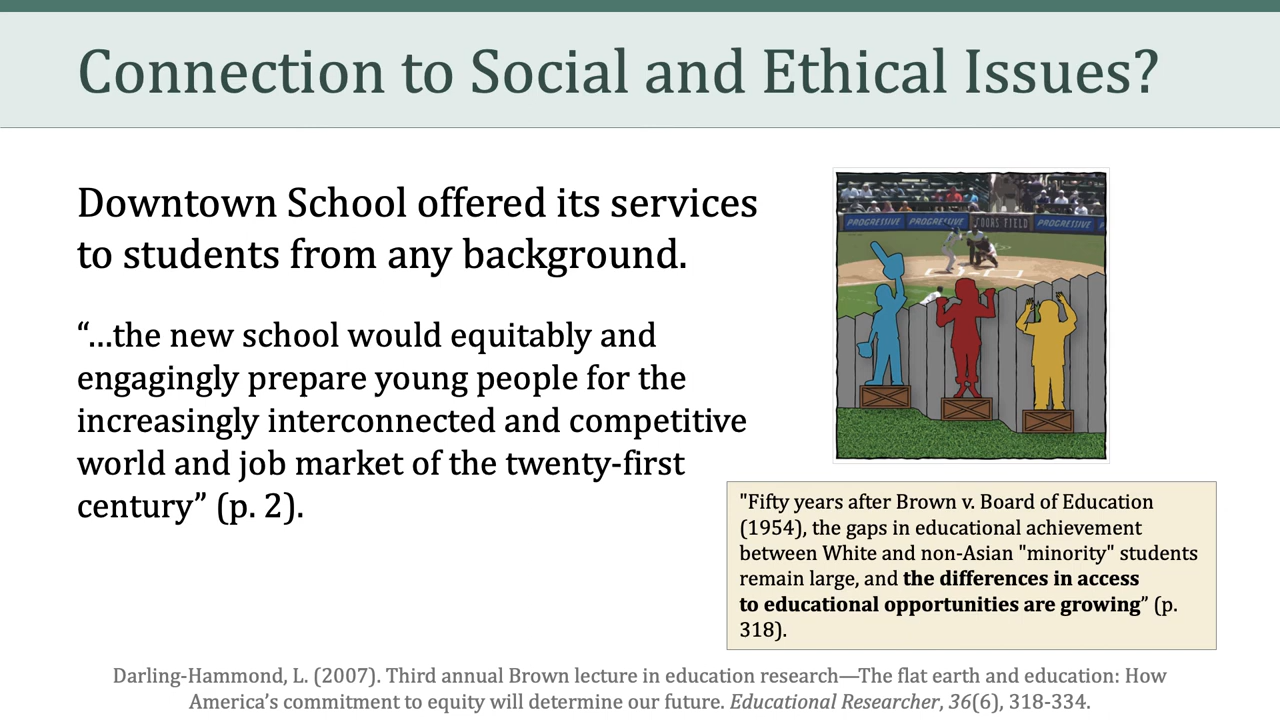 Connection to Social and Ethical Issues?
Downtown School offered its services
to students from any background.
“…the new school would equitably and
engagingly prepare young people for the
increasingly interconnected and competitive
world and job market of the twenty-first
century” (p. 2).
PROGRESSIVE PROGRESSIVE COORS FIELD PROGRESSIVE
"Fifty years after Brown v. Board of Education
(1954), the gaps in educational achievement
between White and non-Asian "minority" students
remain large, and the differences in access
to educational opportunities are growing” (p.
318).
Darling-Hammond, L. (2007). Third annual Brown lecture in education research—The flat earth and education: How
America’s commitment to equity will determine our future. Educational Researcher, 36(6), 318-334.